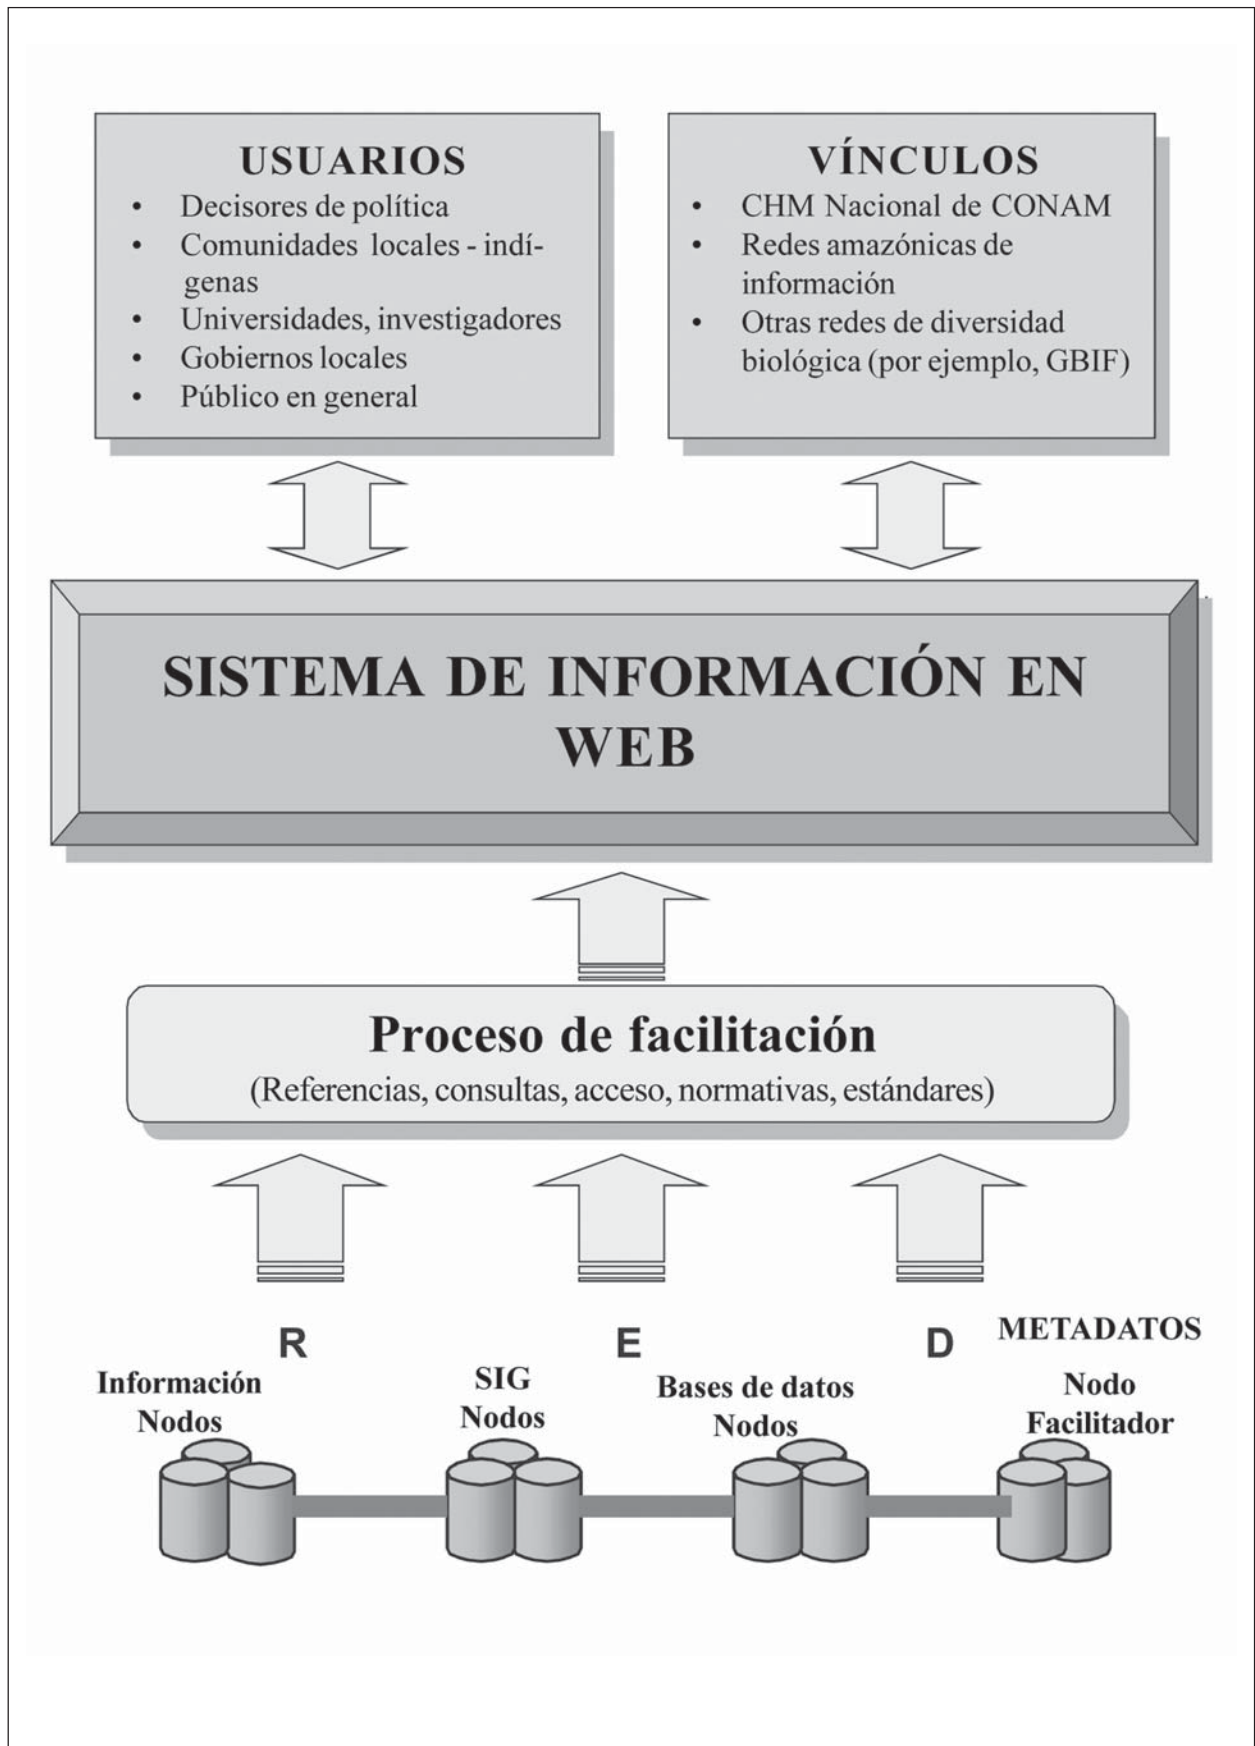 USUARIOS
• Decisores de política
• Comunidades locales - indí-
genas
• Universidades, investigadores
• Gobiernos locales
• Público en general
VÍNCULOS
• CHM Nacional de CONAM
• Redes amazónicas de
información
• Otras redes de diversidad
biológica (por ejemplo, GBIF)
SISTEMA DE INFORMACIÓN EN
WEB
Proceso de facilitación
(Referencias, consultas, acceso, normativas, estándares)
R E D
METADATOS
Información
Nodos
SIG
Nodos
Bases de datos
Nodos
Nodo
Facilitador